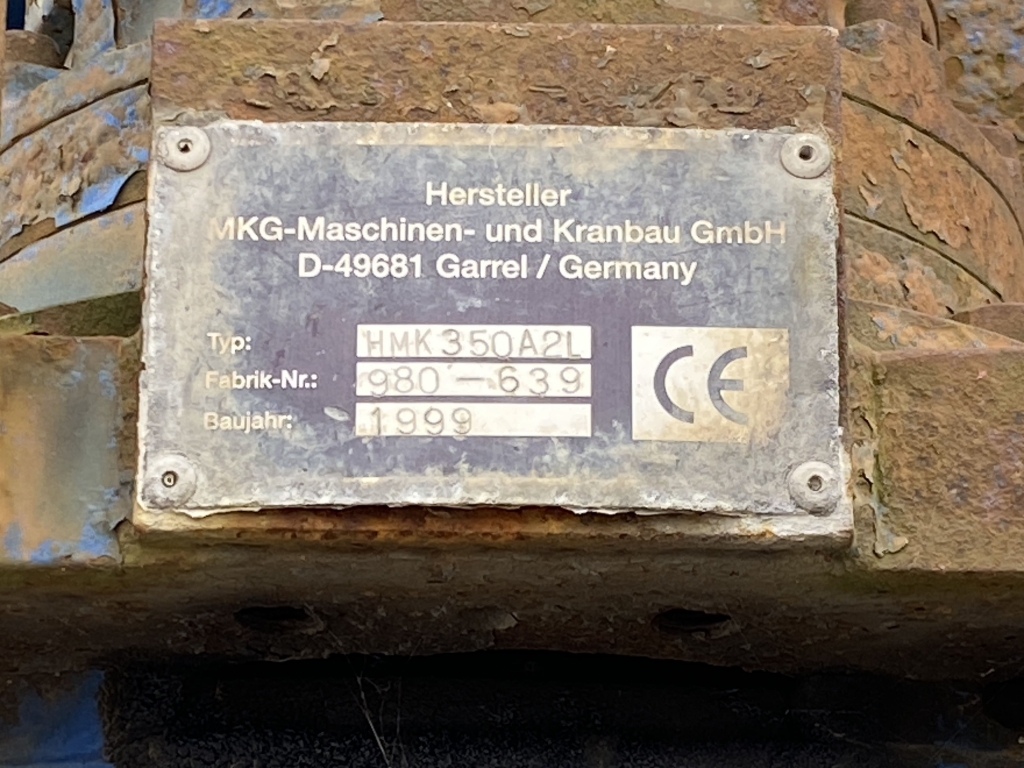 Hersteller
MKG-Maschinen- und Kranbau GmbH
D-49681 Garrel / Germany
Typ: HMK350A2L
Fabrik-Nr.: 980-639
Baujahr: 1999
CE